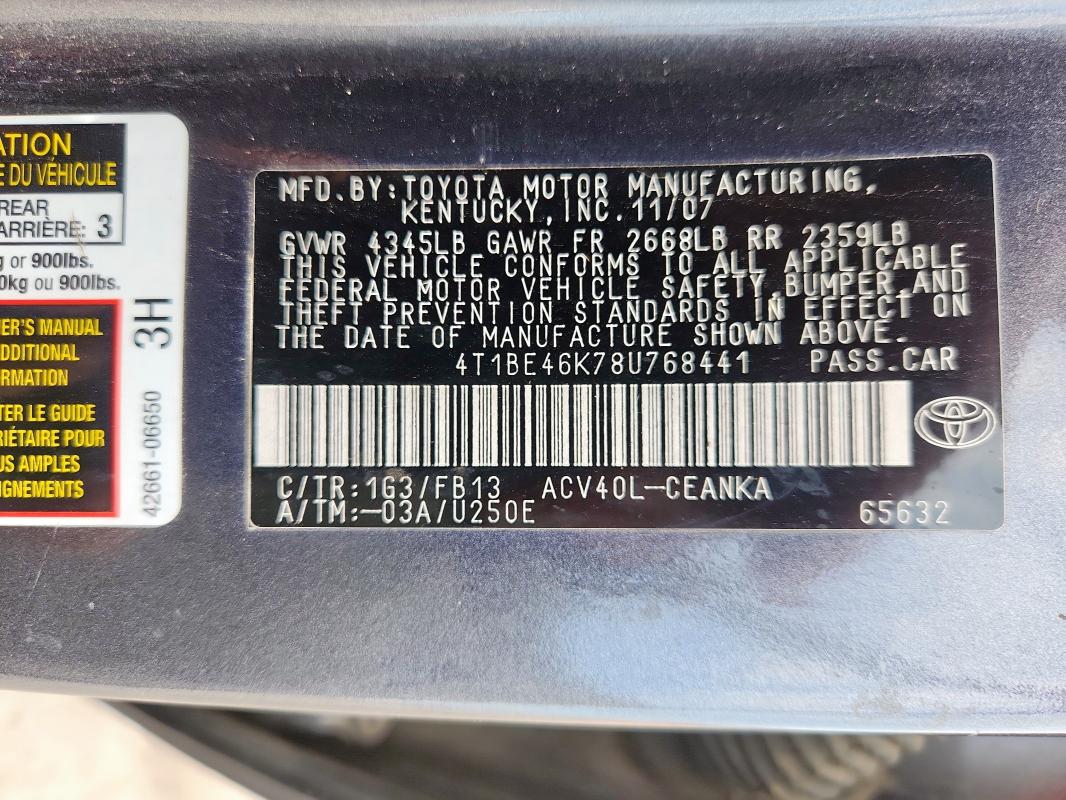 ATION
E DU VÉHICULE
REAR
ARRIÈRE: 3
g or 900lbs.
0kg ou 900lbs.
ER'S MANUAL
DDITIONAL
RMATION
TER LE GUIDE
RIÉTAIRE POUR
US AMPLES
IGNEMENTS
3H
42661-06650
MFD.BY:TOYOTA MOTOR MANUFACTURING,
KENTUCKY,INC.11/07
GVWR 4345LB GAWR FR 2668LB RR 2359LB
THIS VEHICLE CONFORMS TO ALL APPLICABLE
FEDERAL MOTOR VEHICLE SAFETY,BUMPER,AND
THEFT PREVENTION STANDARDS IN EFFECT ON
THE DATE OF MANUFACTURE SHOWN ABOVE.
4T1BE46K78U768441 PASS.CAR
C/TR:1G3/FB13 ACV40L-CEANKA
A/TM:-03A/U250E 65632